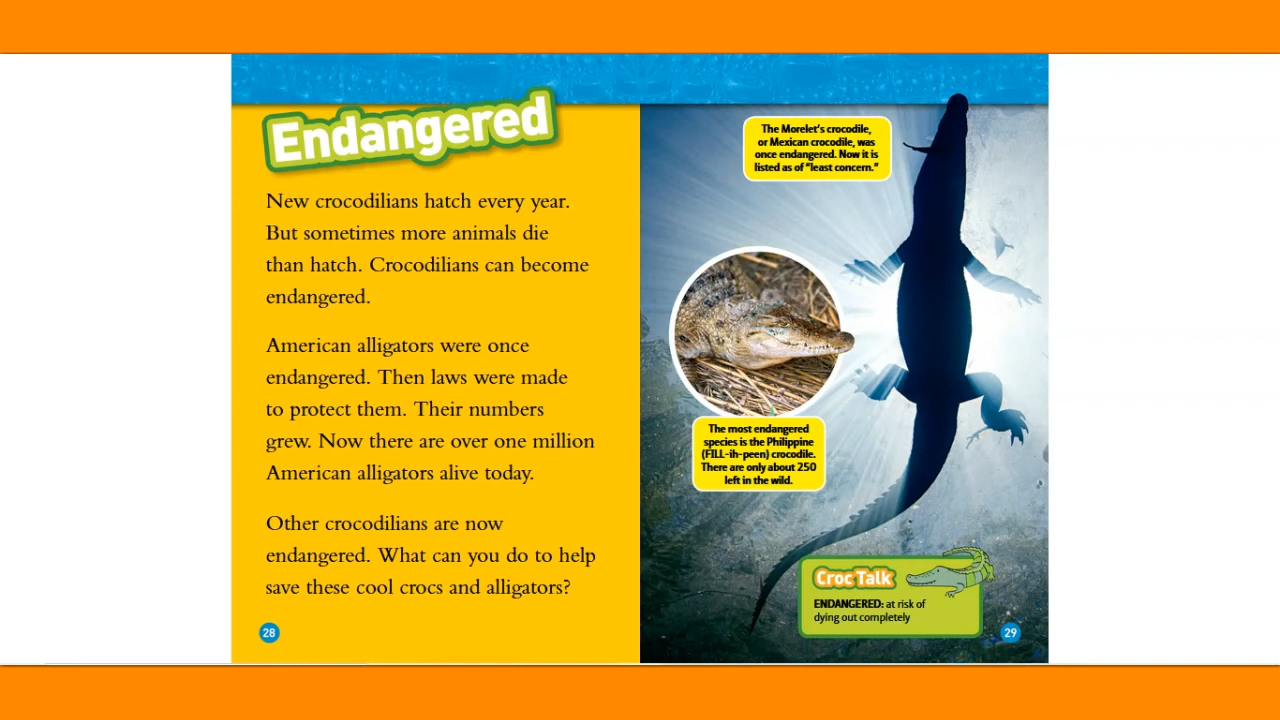 Endangered
New crocodilians hatch every year.
But sometimes more animals die
than hatch. Crocodilians can become
endangered.
American alligators were once
endangered. Then laws were made
to protect them. Their numbers
grew. Now there are over one million
American alligators alive today.
Other crocodilians are now
endangered. What can you do to help
save these cool crocs and alligators?
28
The Morelet's crocodile,
or Mexican crocodile, was
once endangered. Now it is
listed as of "least concern."
The most endangered
species is the Philippine
(FILL-ih-peen) crocodile.
There are only about 250
left in the wild.
Croc Talk
ENDANGERED: at risk of
dying out completely
29